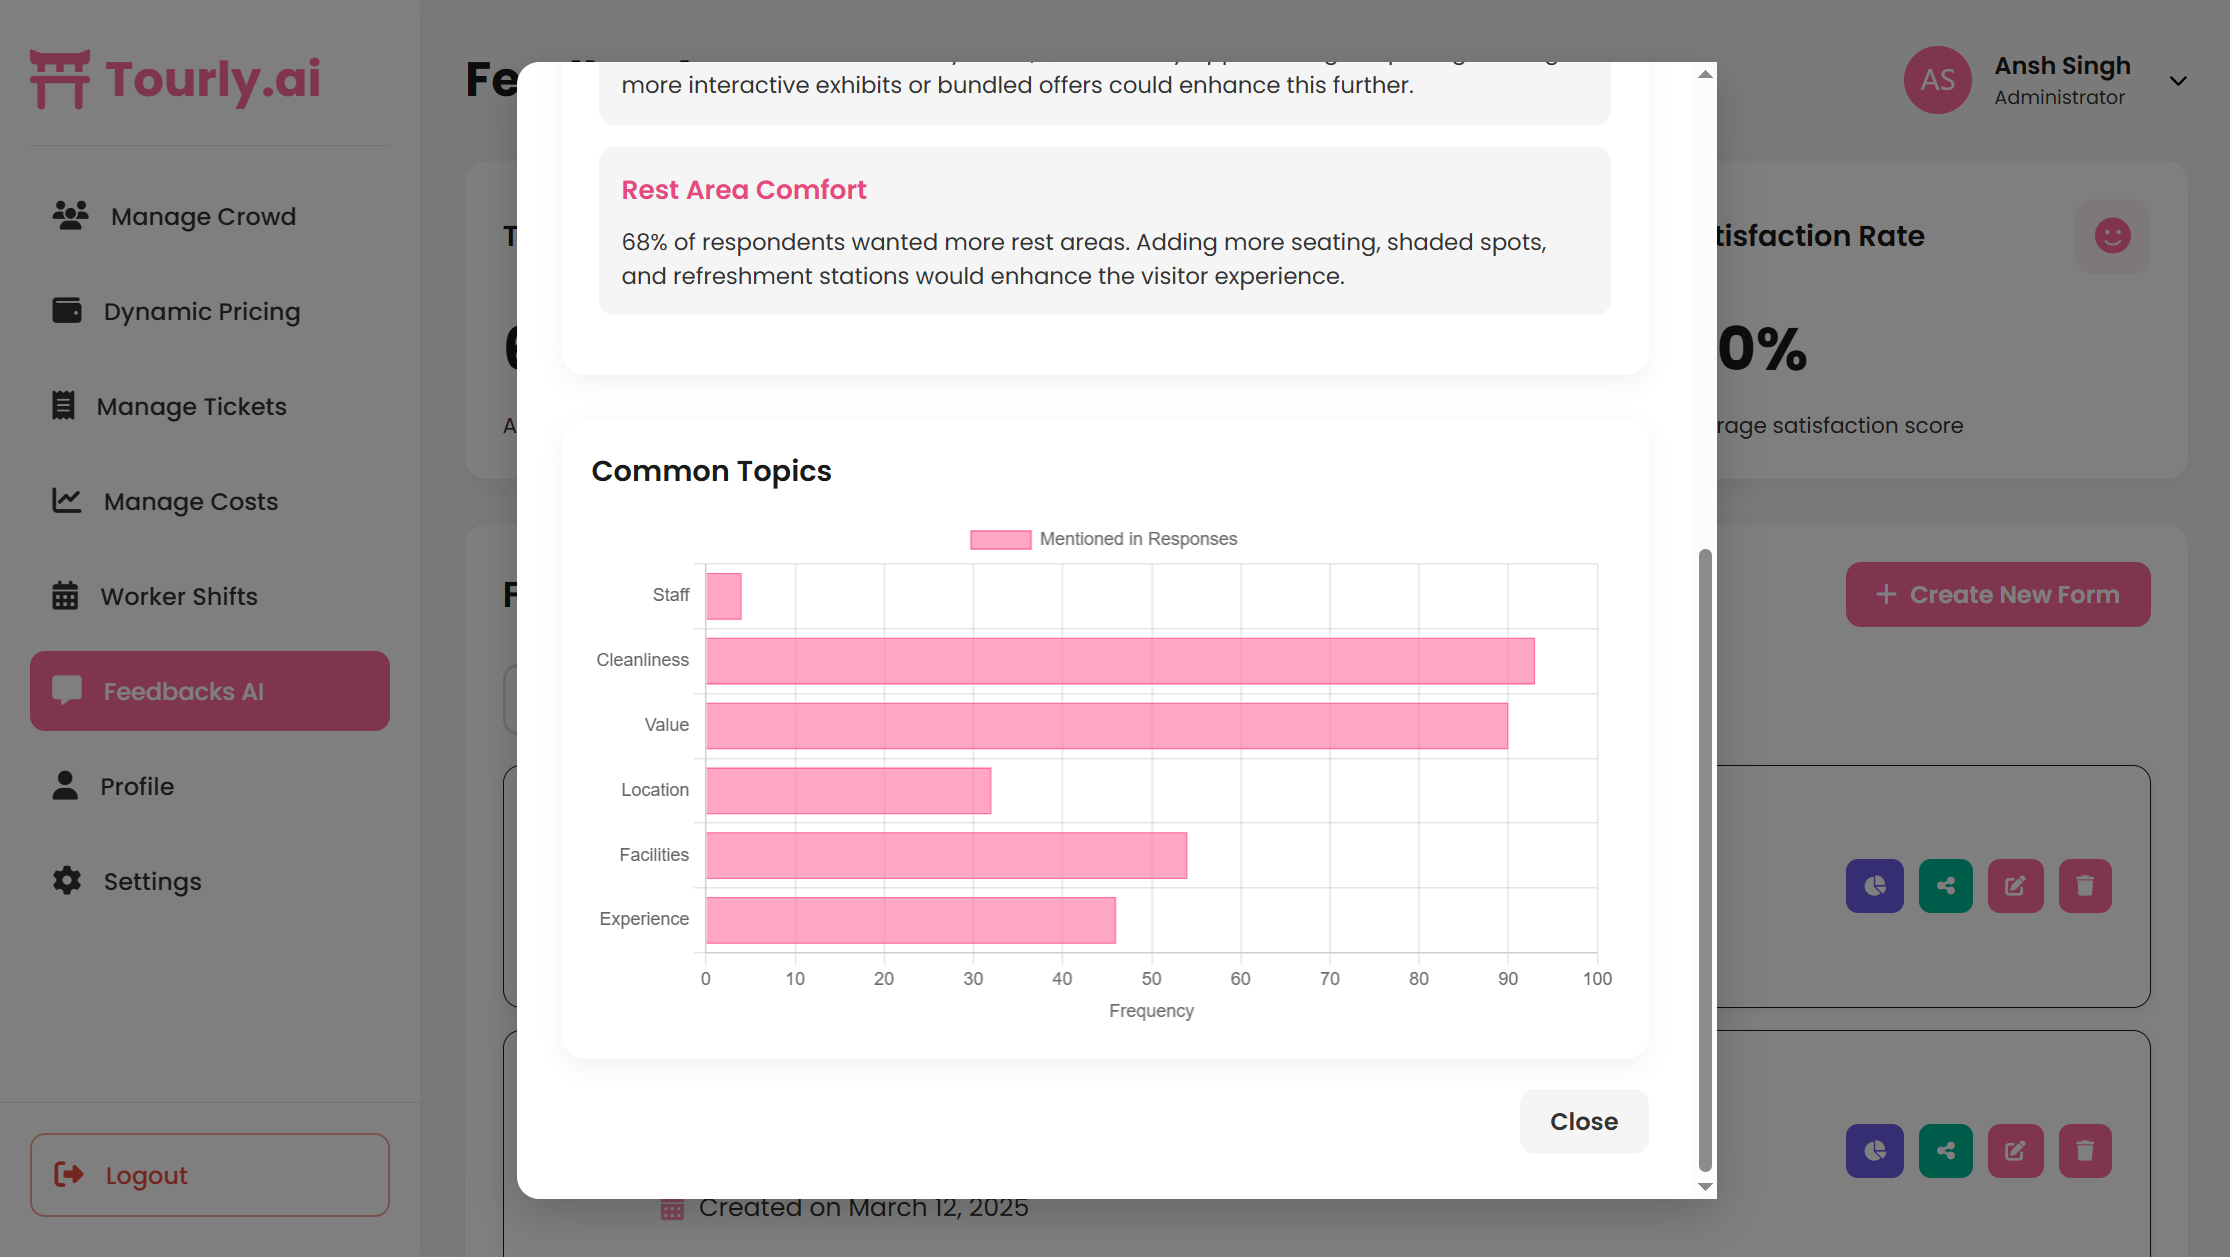 Tourly.ai
Manage Crowd
Dynamic Pricing
Manage Tickets
Manage Costs
Worker Shifts
Feedbacks AI
Profile
Settings
Logout
Fe
Ansh Singh
Administrator
AS
more interactive exhibits or bundled offers could enhance this further.
Rest Area Comfort
68% of respondents wanted more rest areas. Adding more seating, shaded spots,
and refreshment stations would enhance the visitor experience.
tisfaction Rate
0%
rage satisfaction score
Common Topics
Mentioned in Responses
Staff
Cleanliness
Value
Location
Facilities
Experience
0 10 20 30 40 50 60 70 80 90 100
Frequency
Close
Create New Form
Created on March 12, 2025